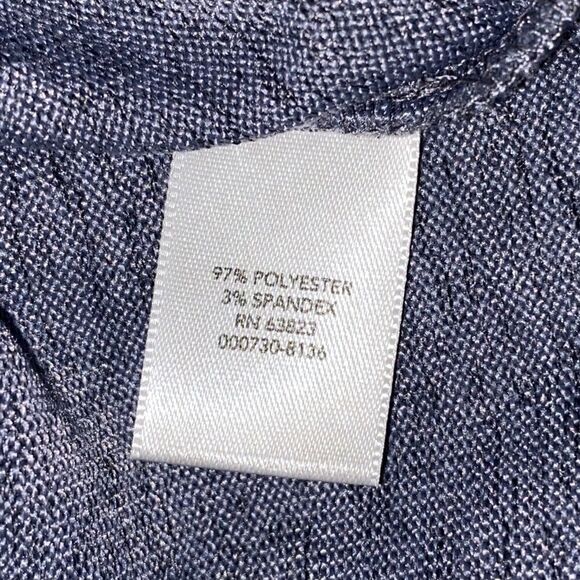 97% POLYESTER
3% SPANDEX
RN 63823
000730-8136